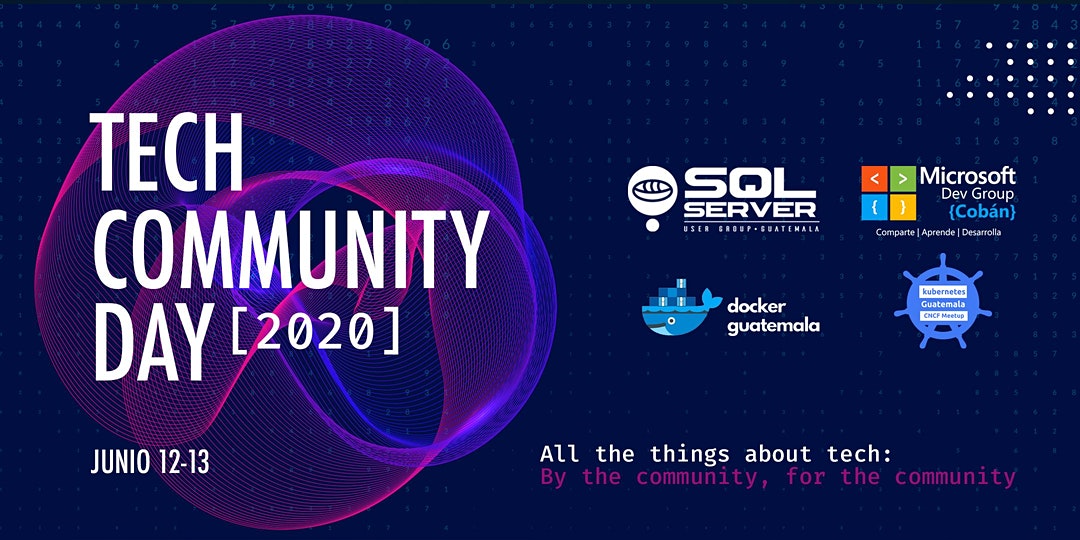 TECH
COMMUNITY
DAY [2020]
JUNIO 12-13
SQL
SERVER
USER GROUP•GUATEMALA
< >
{ }
Microsoft
Dev Group
{Cobán}
Comparte | Aprende | Desarrolla
docker
guatemala
kubernetes
Guatemala
CNCF Meetup
All the things about tech:
By the community, for the community